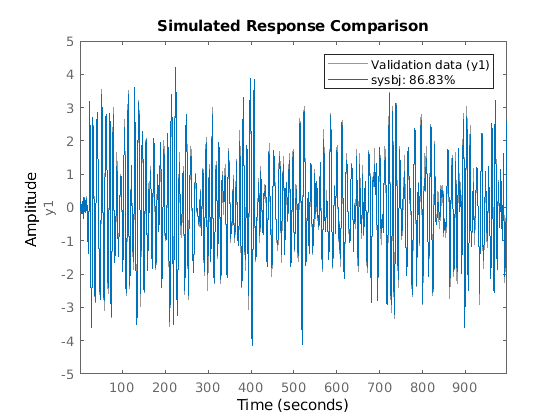 Simulated Response Comparison
5
4
3
2
1
0
-1
-2
-3
-4
-5
Amplitude
y1
Validation data (y1)
sysbj: 86.83%
100 200 300 400 500 600 700 800 900
Time (seconds)